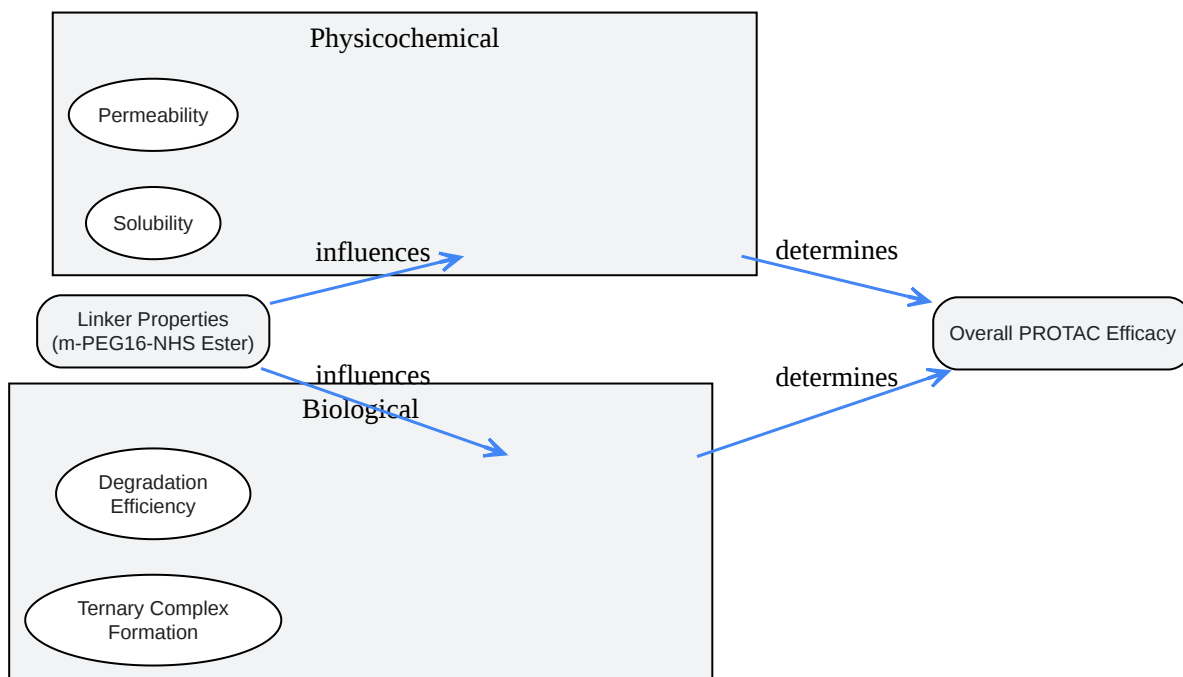 Physicochemical
Permeability
Solubility
influences
determines
Linker Properties
(m-PEG16-NHS Ester)
Overall PROTAC Efficacy
influences
determines
Biological
Degradation
Efficiency
Ternary Complex
Formation